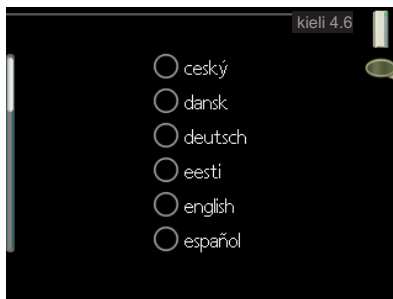 kieli 4.6
ceský
dansk
deutsch
eesti
english
español